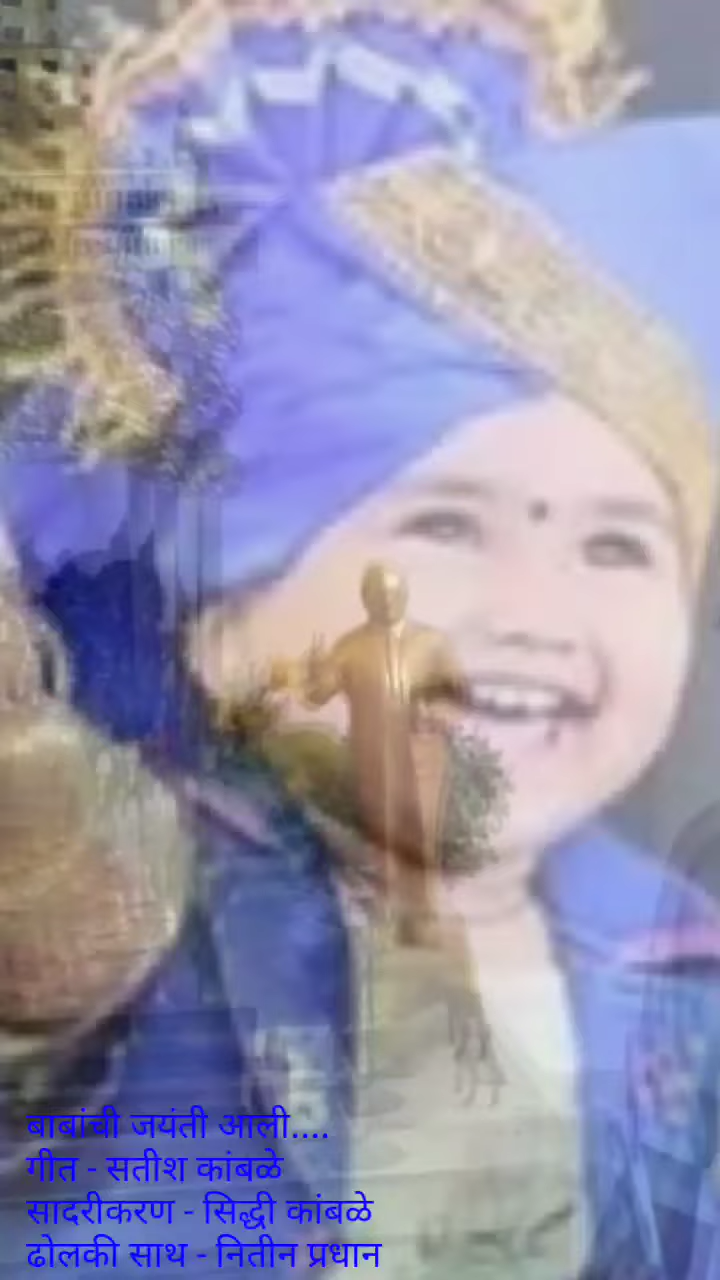 बाबांची जयंती आली....
गीत - सतीश कांबळे
सादरीकरण - सिद्धी कांबळे
ढोलकी साथ - नितीन प्रधान